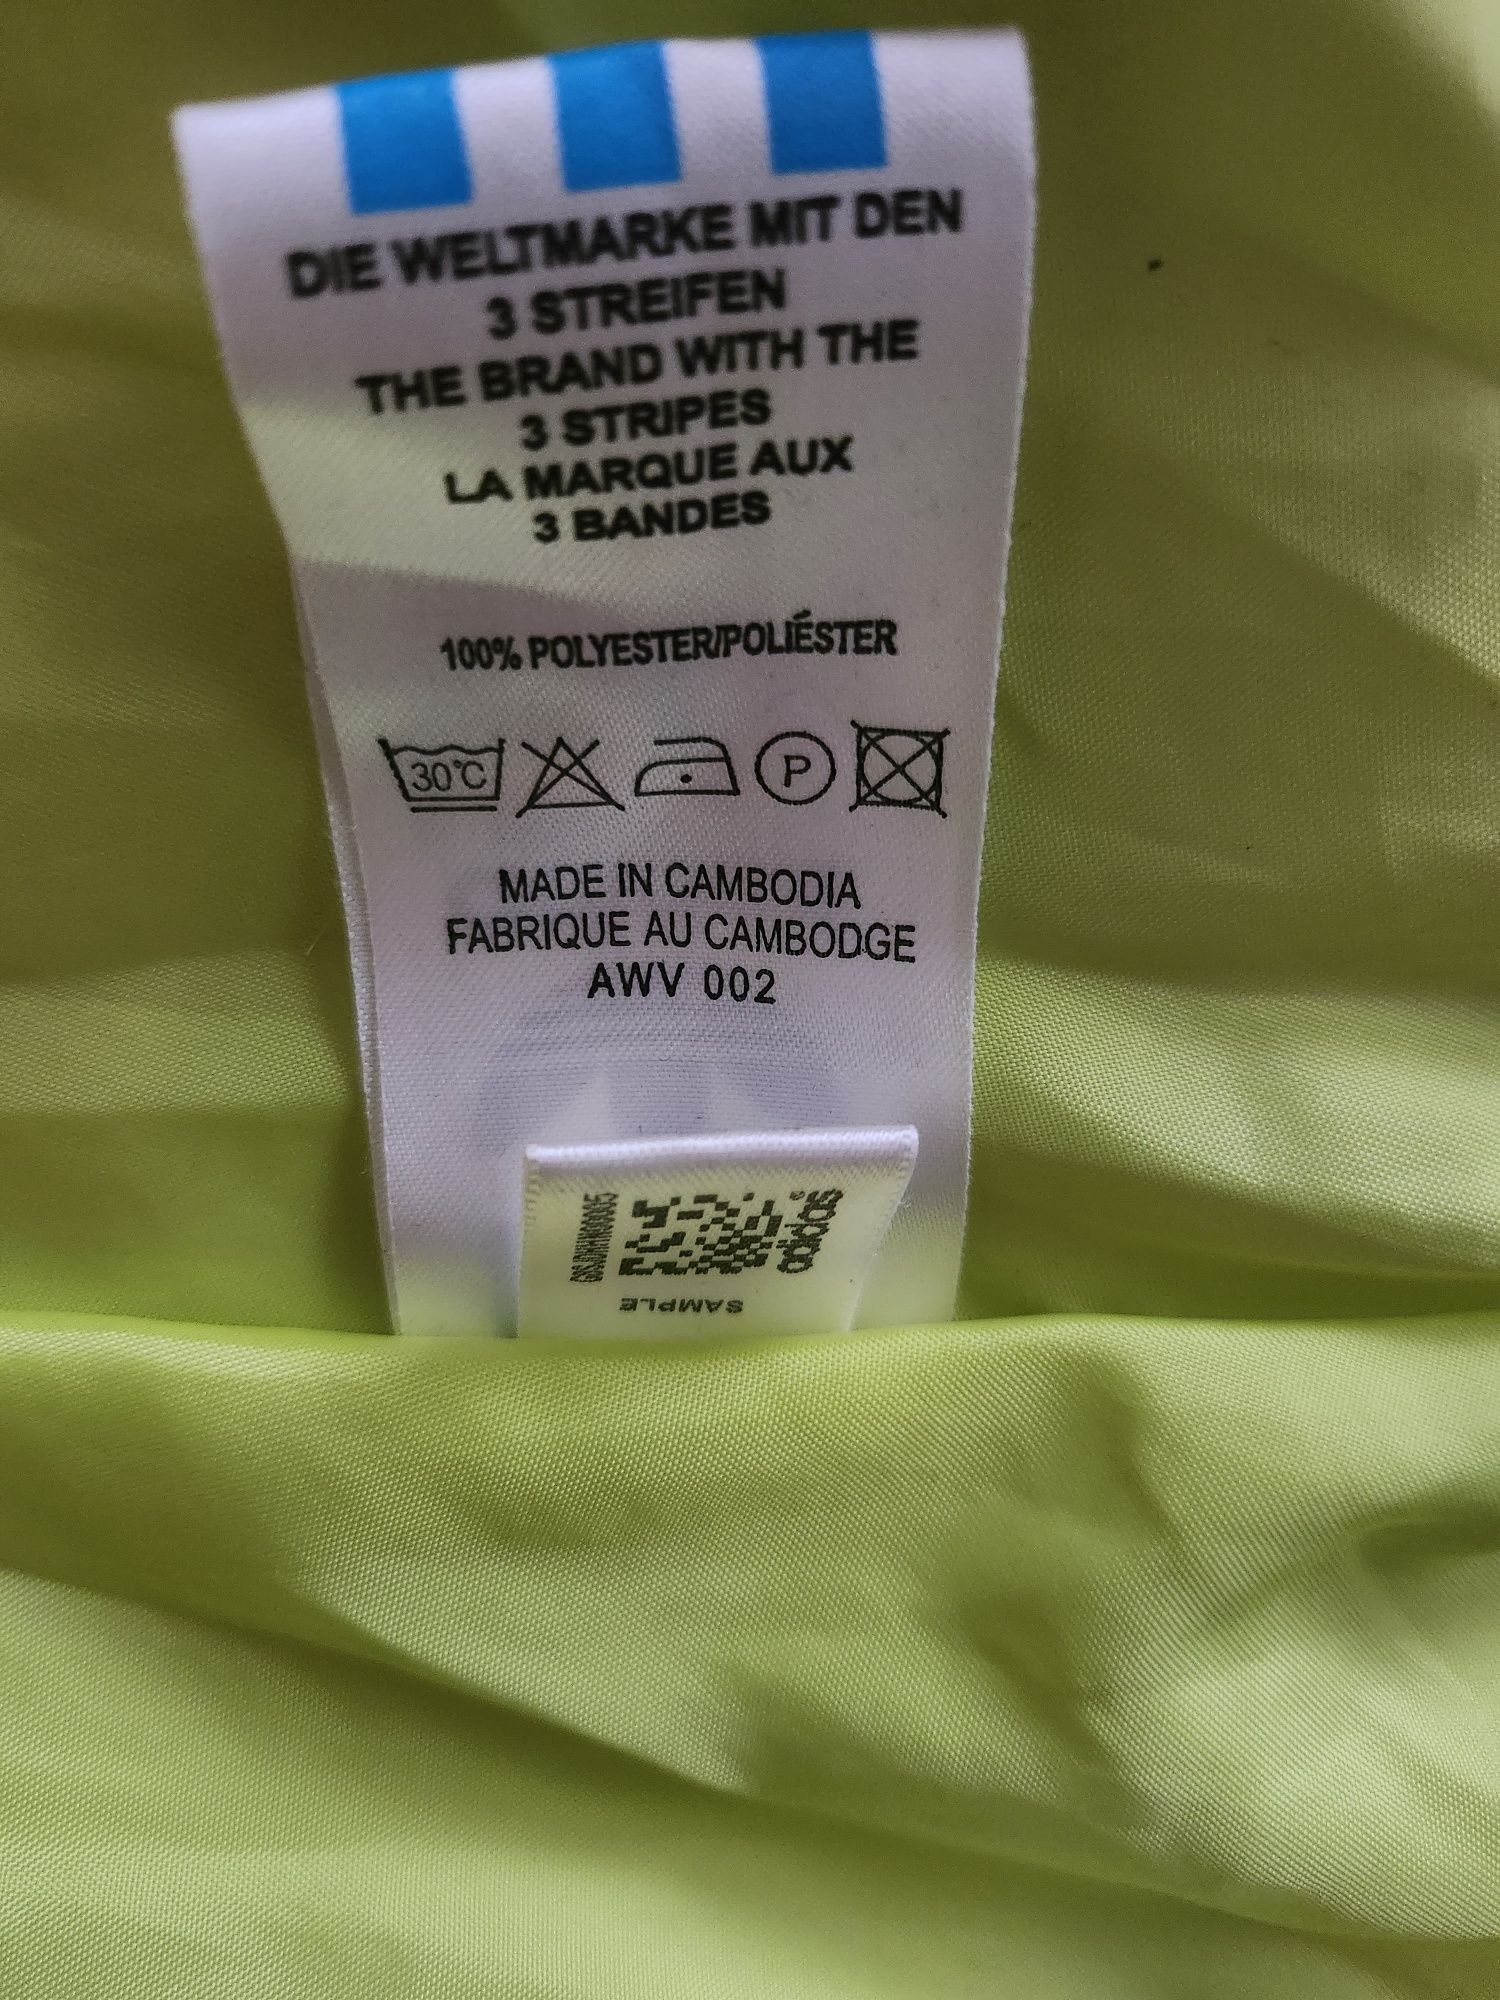 DIE WELTMARKE MIT DEN
3 STREIFEN
THE BRAND WITH THE
3 STRIPES
LA MARQUE AUX
3 BANDES
100% POLYESTER/POLIÉSTER
30°C
P
MADE IN CAMBODIA
FABRIQUE AU CAMBODGE
AWV 002
adidas®
SAMPLE